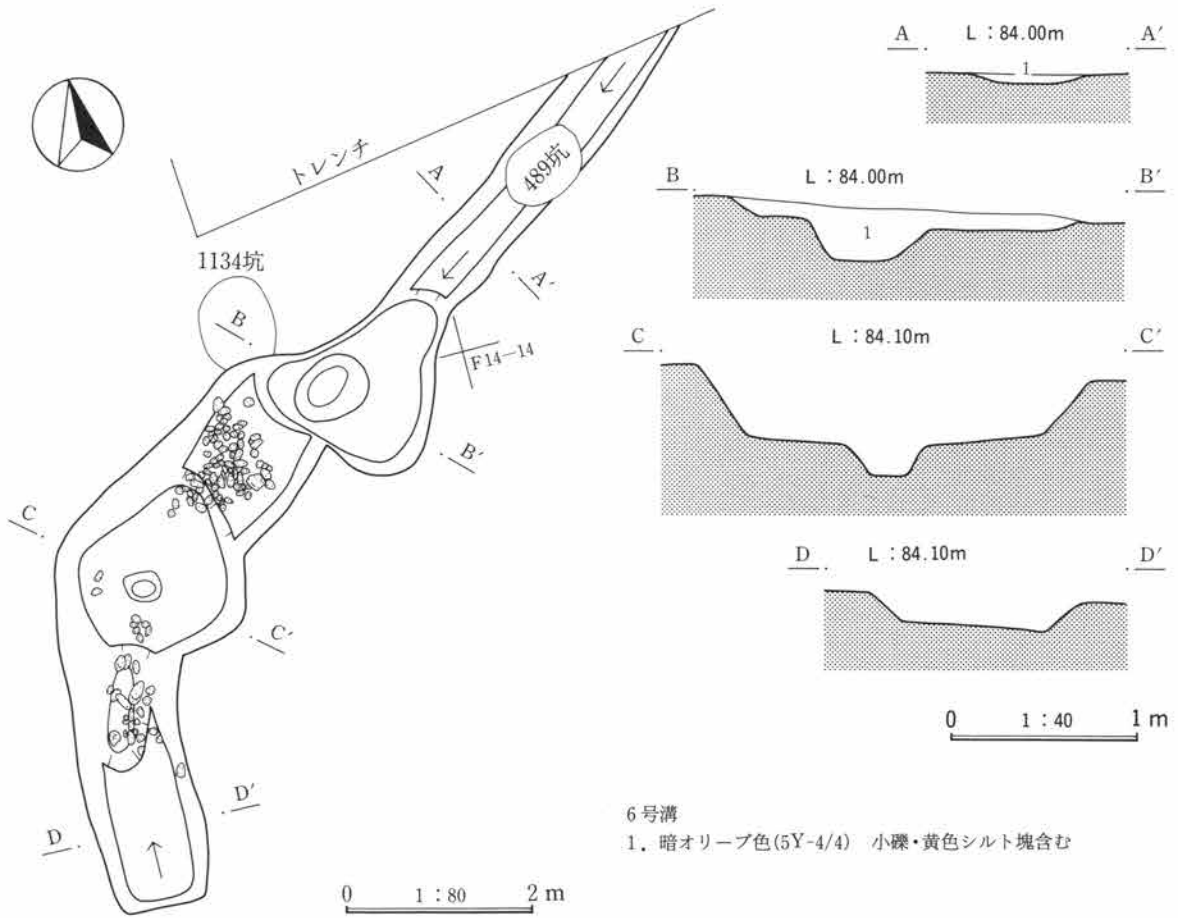 A
L：84.00m
A′
1
トレンチ
489坑
A
B
L：84.00m
B′
1
1134坑
B
A′
F14−14
B′
C
L：84.10m
C′
C
C′
D
L：84.10m
D′
0 1：40 1 m
D′
D
6号溝
1．暗オリーブ色(5Y-4/4) 小礫・黄色シルト塊含む
0 1：80 2 m